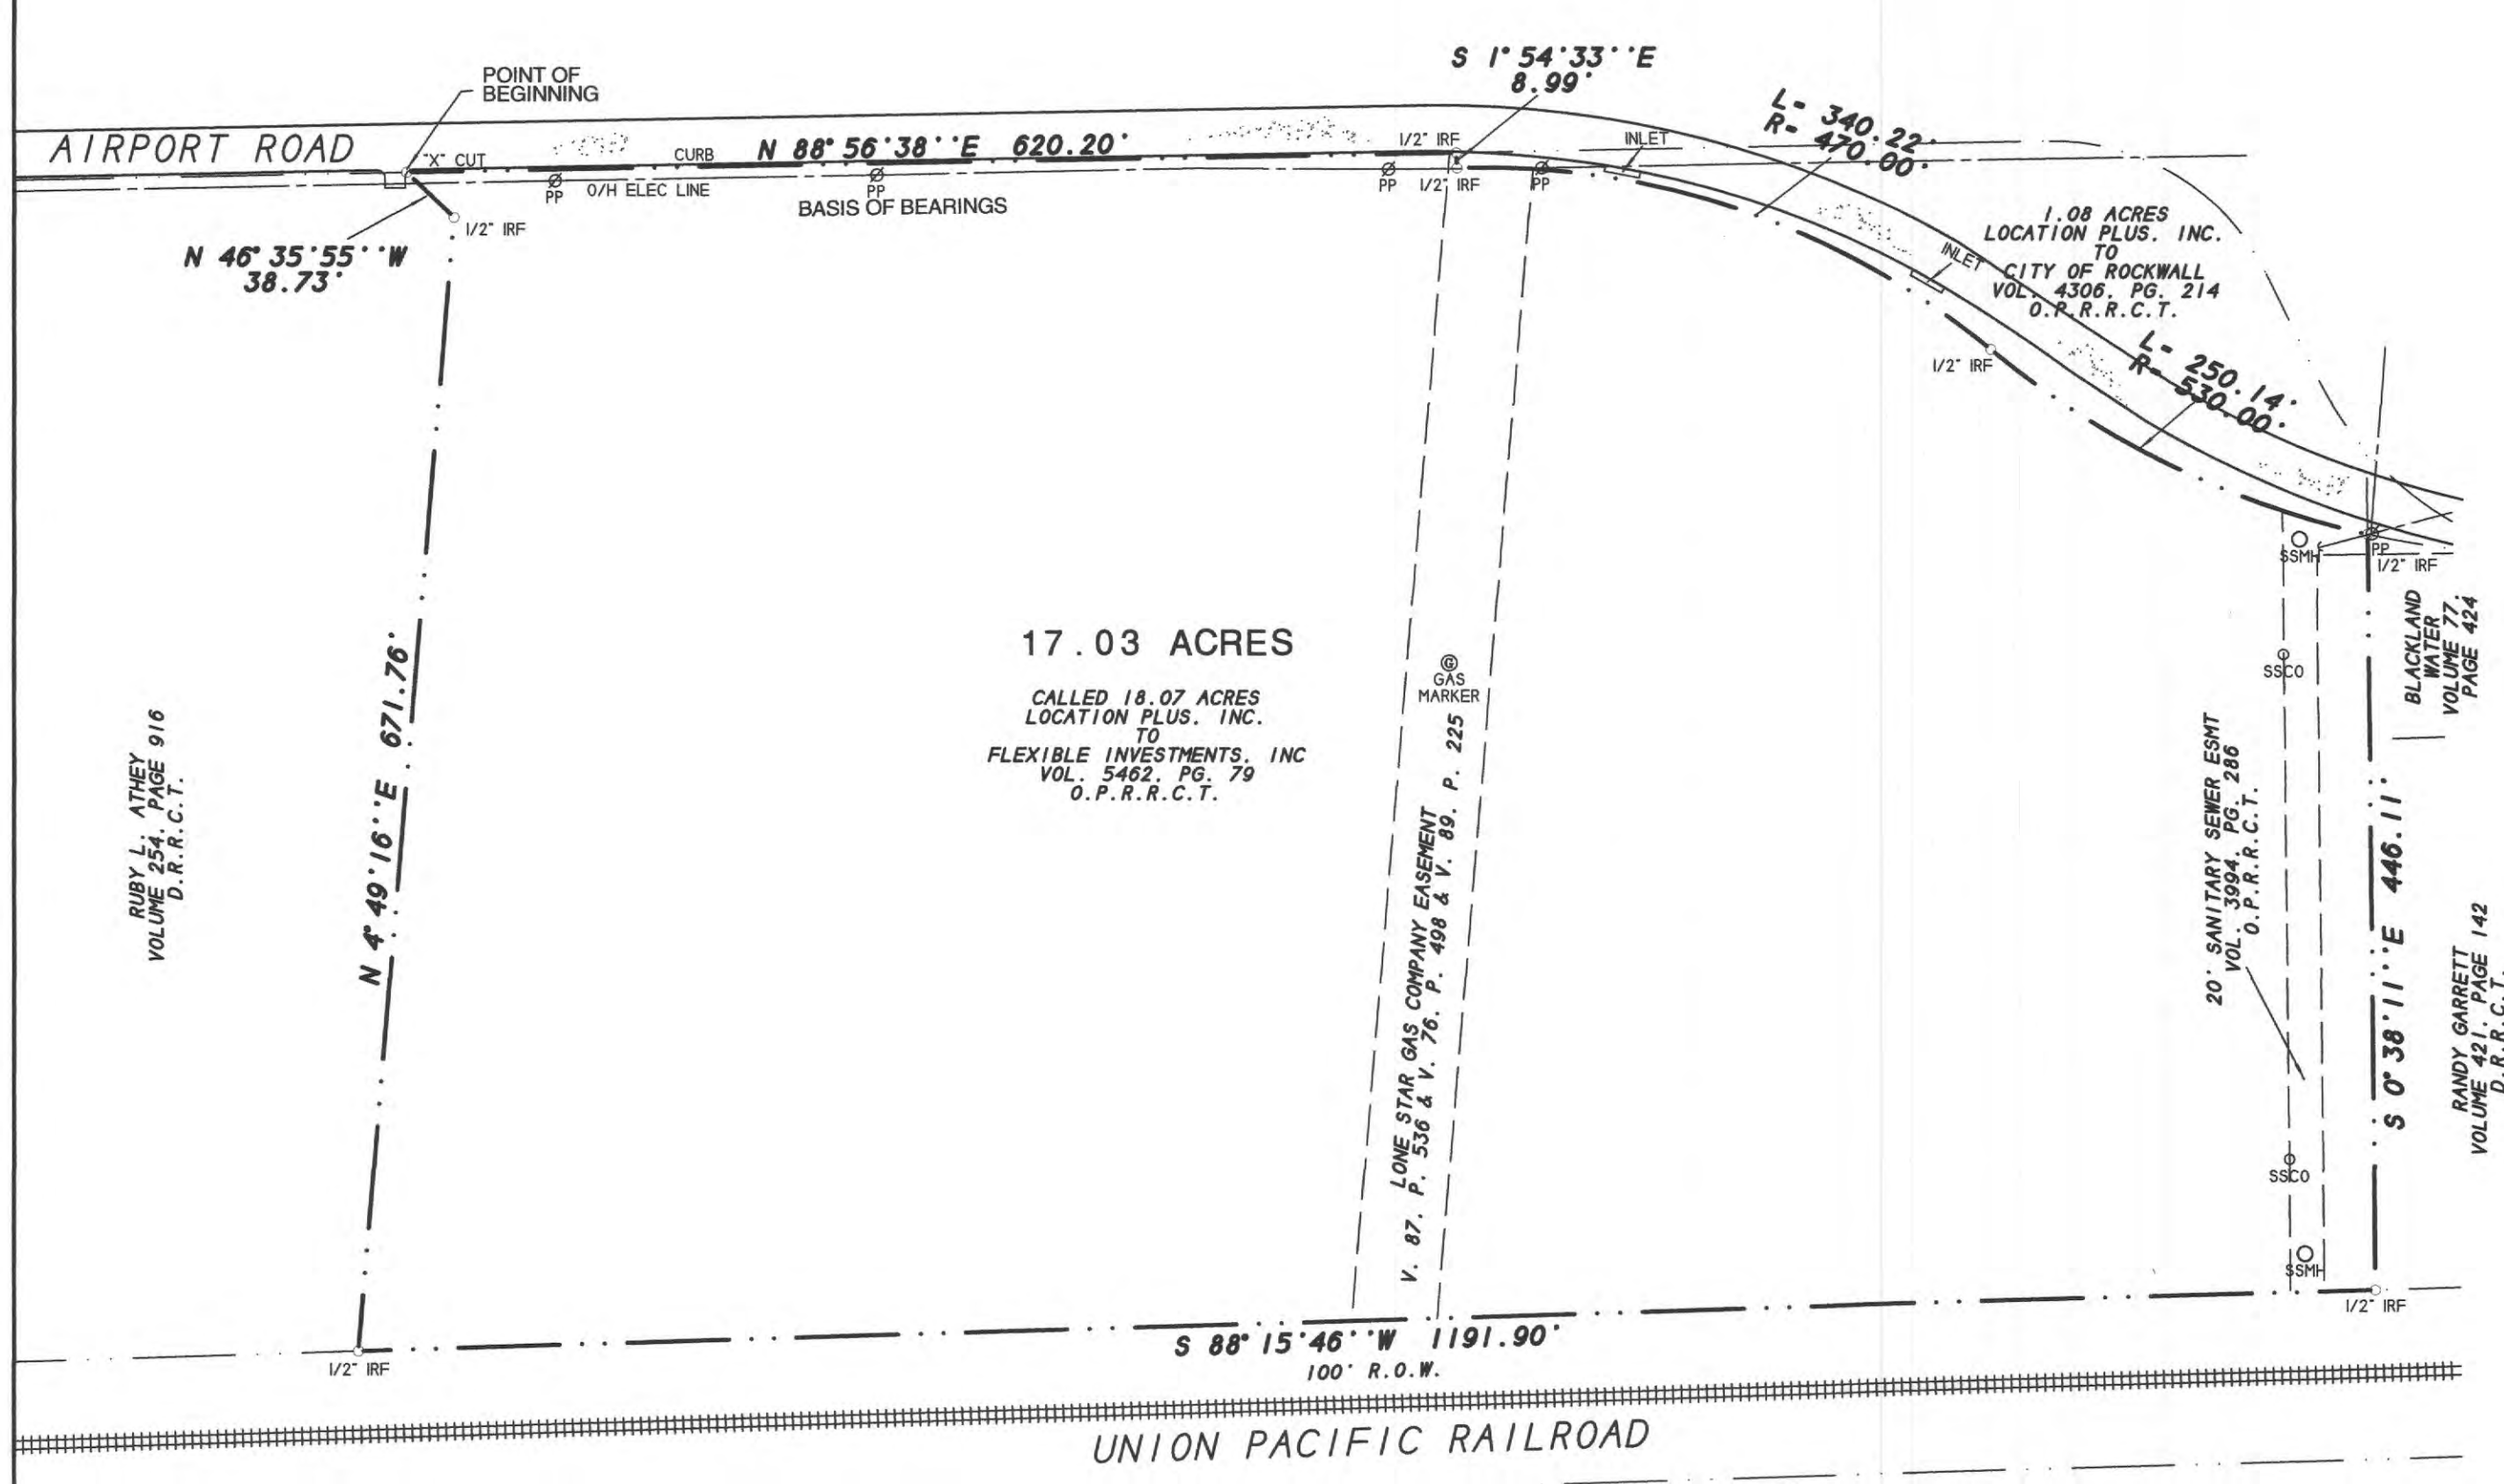 S 1° 54' 33'' E
8.99'
POINT OF
BEGINNING
L= 340.22'
R= 470.00'
AIRPORT ROAD
"X" CUT
CURB
N 88° 56' 38'' E 620.20'
1/2" IRF
INLET
PP
O/H ELEC LINE
PP
PP
1/2" IRF
PP
BASIS OF BEARINGS
1/2" IRF
N 46° 35' 55'' W
38.73'
1.08 ACRES
LOCATION PLUS, INC.
TO
CITY OF ROCKWALL
VOL. 4306, PG. 214
O.P.R.R.C.T.
INLET
L= 250.14'
R= 530.00'
1/2" IRF
SSMH
PP
1/2" IRF
BLACKLAND
WATER
VOLUME 77,
PAGE 424
17.03 ACRES
CALLED 18.07 ACRES
LOCATION PLUS, INC.
TO
FLEXIBLE INVESTMENTS, INC
VOL. 5462, PG. 79
O.P.R.R.C.T.
G
GAS
MARKER
SSCO
RUBY L. ATHEY
VOLUME 254, PAGE 916
D.R.R.C.T.
N 4° 49' 16'' E 671.76'
LONE STAR GAS COMPANY EASEMENT
V. 87, P. 536 & V. 76, P. 498 & V. 89, P. 225
20' SANITARY SEWER ESMT
VOL. 3994, PG. 286
O.P.R.R.C.T.
S 0° 38' 11'' E 446.11'
RANDY GARRETT
VOLUME 421, PAGE 142
D.R.R.C.T.
SSCO
SSMH
1/2" IRF
1/2" IRF
S 88° 15' 46'' W 1191.90'
100' R.O.W.
UNION PACIFIC RAILROAD